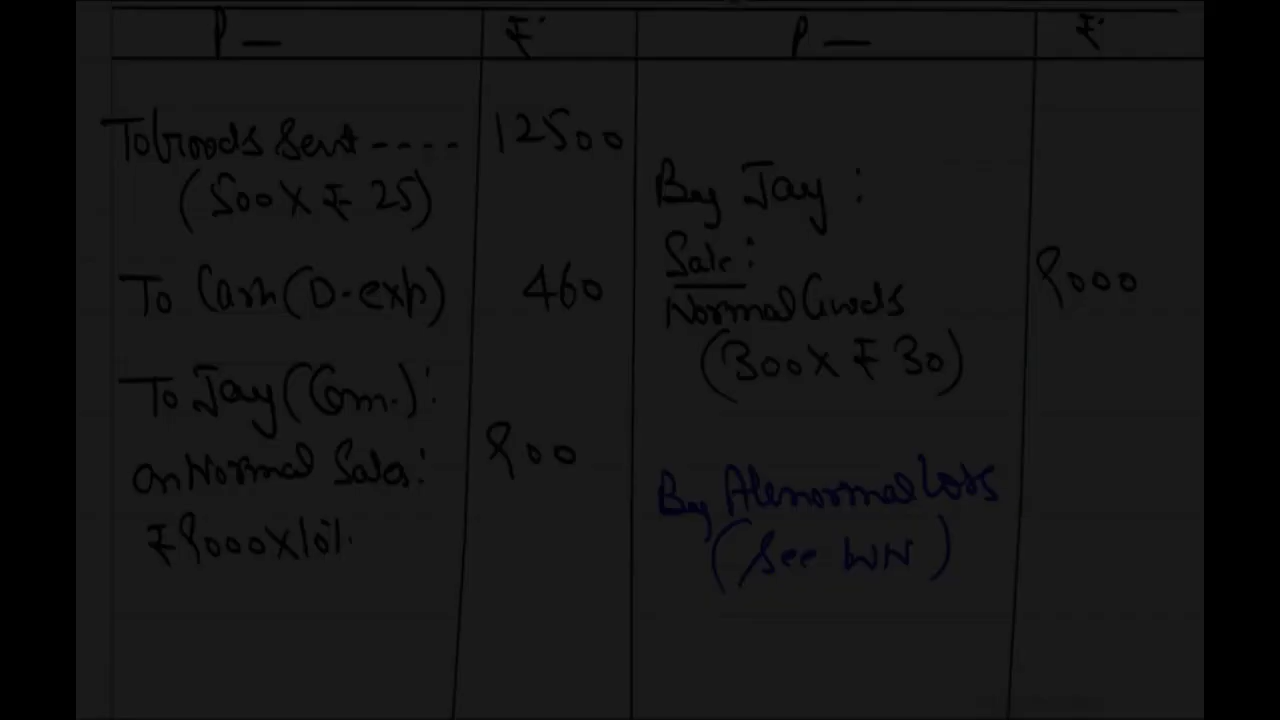 P — ₹ P — ₹
To Goods Sent ---- 12500
(500 X ₹ 25)
To Cash (D. exp) 460
To Jay (Com.):
on Normal Sales: 900
₹ 9000 X 10%.
By Jay:
Sale:
Normal Goods 9000
(300 X ₹ 30)
By Abnormal Loss
(See WN)